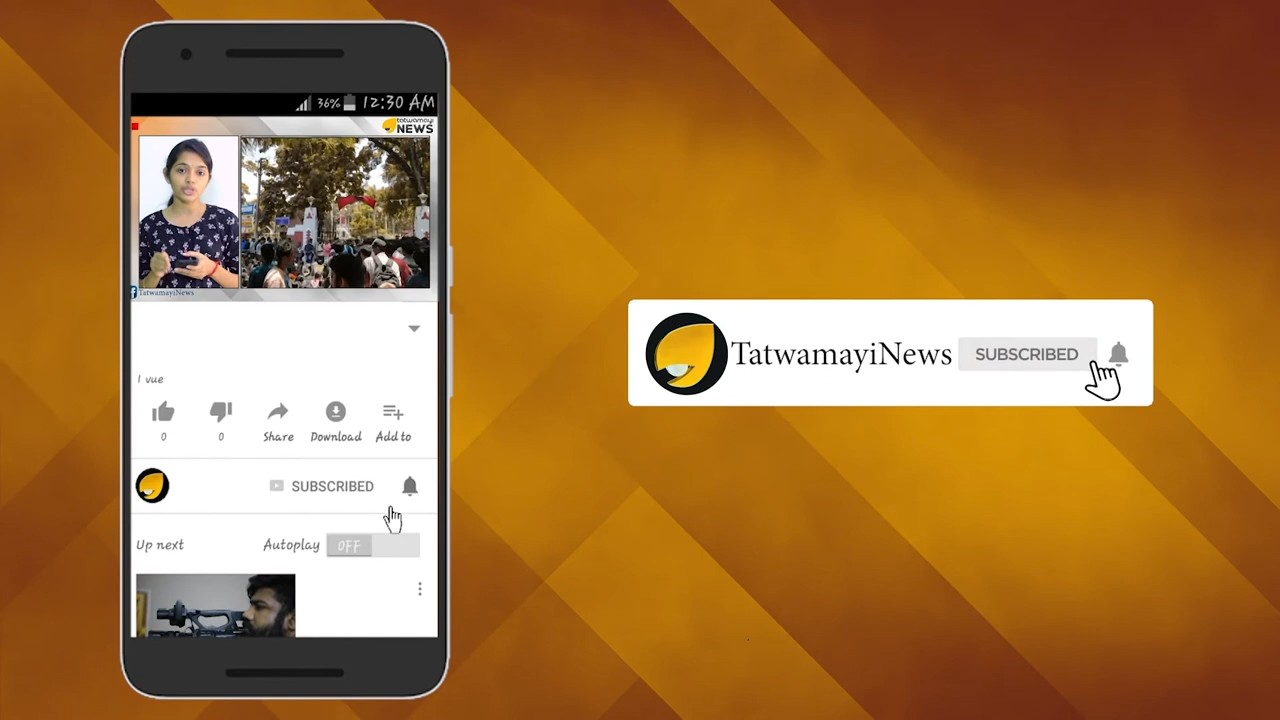 36%
12:30 AM
tatwamayi
NEWS
TatwamayiNews
1 vue
0
0
Share
Download
Add to
SUBSCRIBED
Up next
Autoplay
OFF
TatwamayiNews
SUBSCRIBED